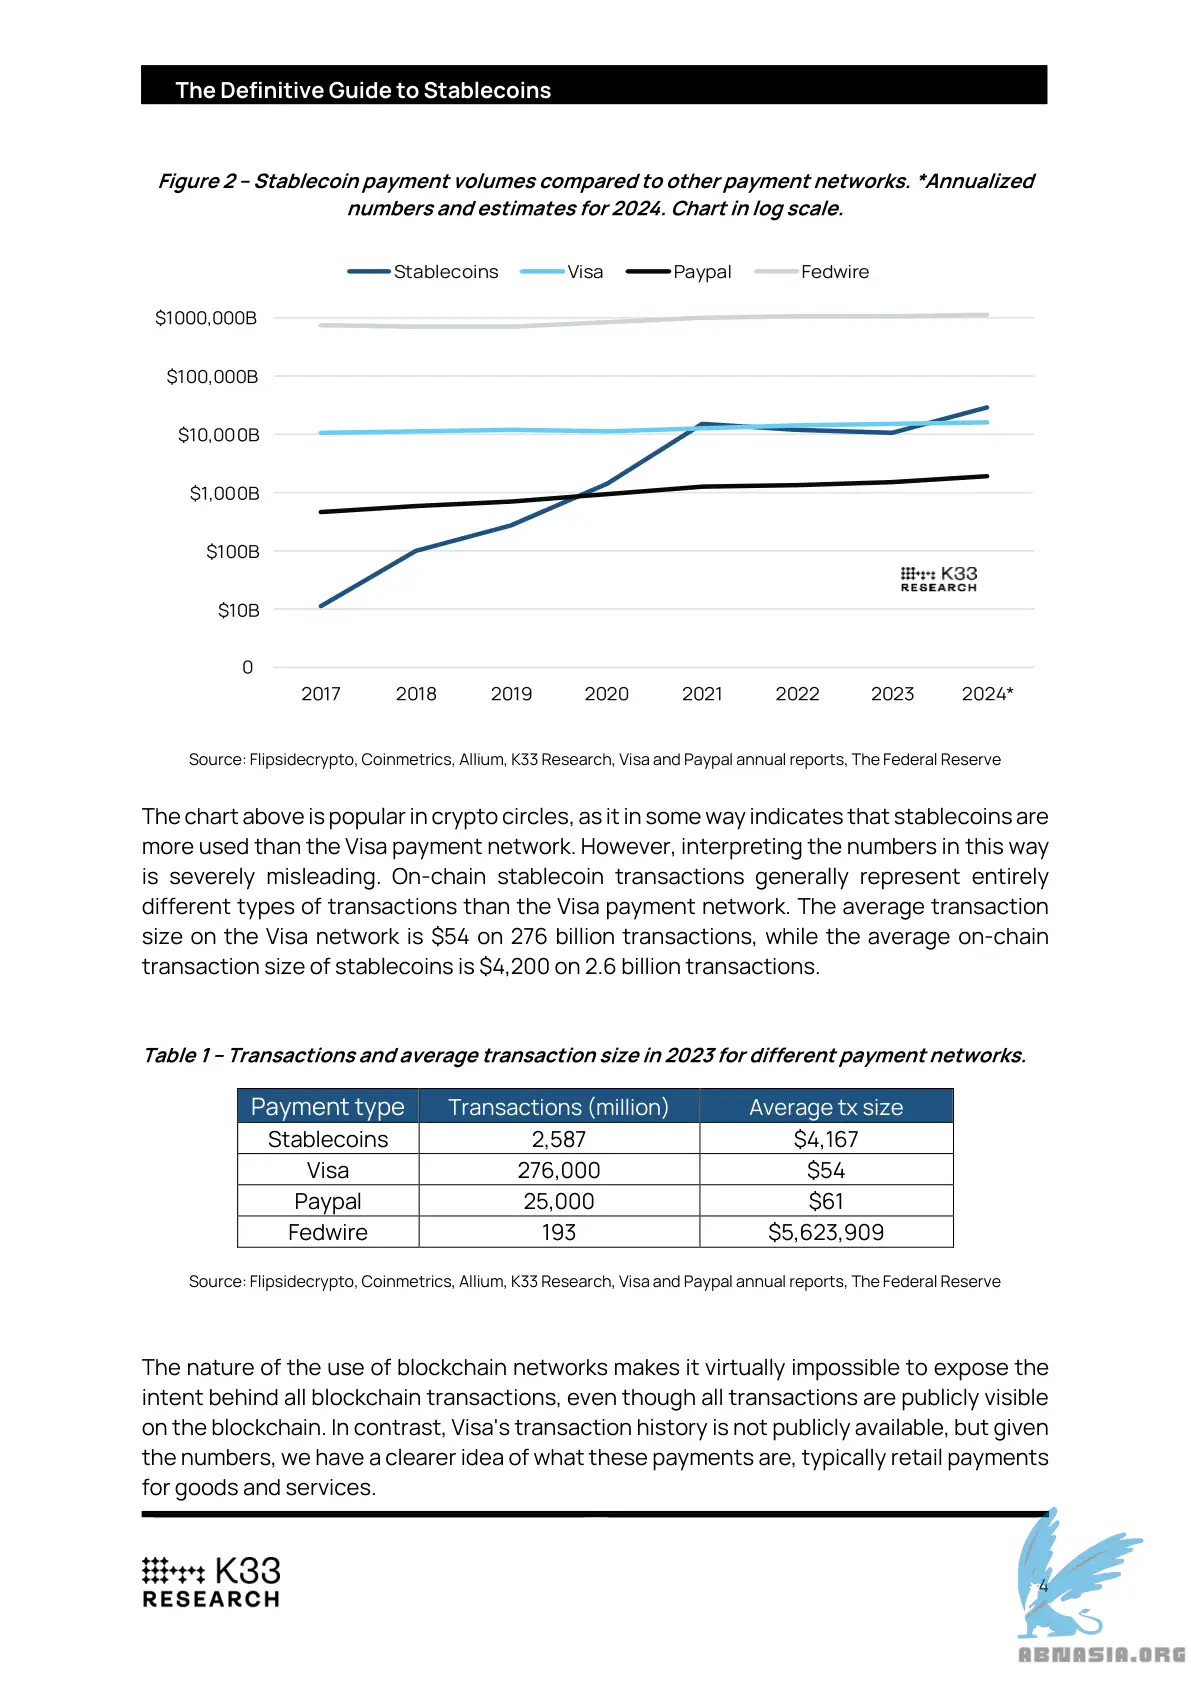 The Definitive Guide to Stablecoins
Figure 2 – Stablecoin payment volumes compared to other payment networks. *Annualized
numbers and estimates for 2024. Chart in log scale.
Stablecoins Visa Paypal Fedwire
$1000,000B
$100,000B
$10,000B
$1,000B
$100B
$10B
0
K33
RESEARCH
2017 2018 2019 2020 2021 2022 2023 2024*
Source: Flipsidecrypto, Coinmetrics, Allium, K33 Research, Visa and Paypal annual reports, The Federal Reserve
The chart above is popular in crypto circles, as it in some way indicates that stablecoins are
more used than the Visa payment network. However, interpreting the numbers in this way
is severely misleading. On-chain stablecoin transactions generally represent entirely
different types of transactions than the Visa payment network. The average transaction
size on the Visa network is $54 on 276 billion transactions, while the average on-chain
transaction size of stablecoins is $4,200 on 2.6 billion transactions.
Table 1 – Transactions and average transaction size in 2023 for different payment networks.
Payment type Transactions (million) Average tx size
Stablecoins 2,587 $4,167
Visa 276,000 $54
Paypal 25,000 $61
Fedwire 193 $5,623,909
Source: Flipsidecrypto, Coinmetrics, Allium, K33 Research, Visa and Paypal annual reports, The Federal Reserve
The nature of the use of blockchain networks makes it virtually impossible to expose the
intent behind all blockchain transactions, even though all transactions are publicly visible
on the blockchain. In contrast, Visa's transaction history is not publicly available, but given
the numbers, we have a clearer idea of what these payments are, typically retail payments
for goods and services.
K33
RESEARCH
4
ABNASIA.ORG